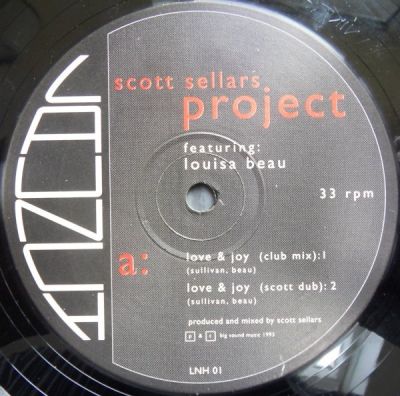 scott sellars
project
featuring:
louisa beau
33 rpm
a:
love & joy (club mix):1
(sullivan, beau)
love & joy (scott dub): 2
(sullivan, beau)
produced and mixed by scott sellars
p & c big sound music 1993
LNH 01